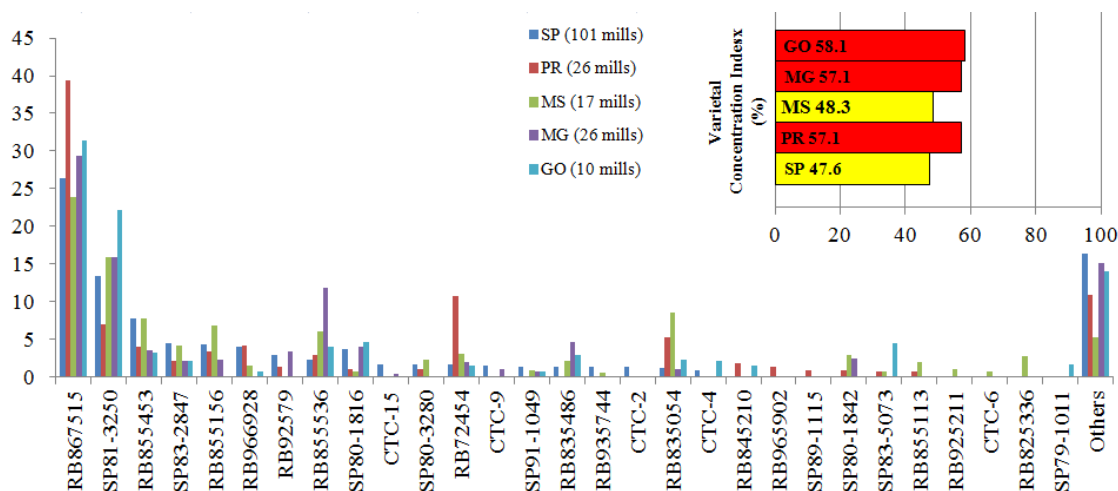 45
40
35
30
25
20
15
10
5
0
SP (101 mills)
PR (26 mills)
MS (17 mills)
MG (26 mills)
GO (10 mills)
Varietal
Concentration Indesx
(%)
GO 58.1
MG 57.1
MS 48.3
PR 57.1
SP 47.6
0 20 40 60 80 100
RB867515
SP81-3250
RB855453
SP83-2847
RB855156
RB966928
RB92579
RB855536
SP80-1816
CTC-15
SP80-3280
RB72454
CTC-9
SP91-1049
RB835486
RB935744
CTC-2
RB835054
CTC-4
RB845210
RB965902
SP89-1115
SP80-1842
SP83-5073
RB855113
RB925211
CTC-6
RB825336
SP79-1011
Others